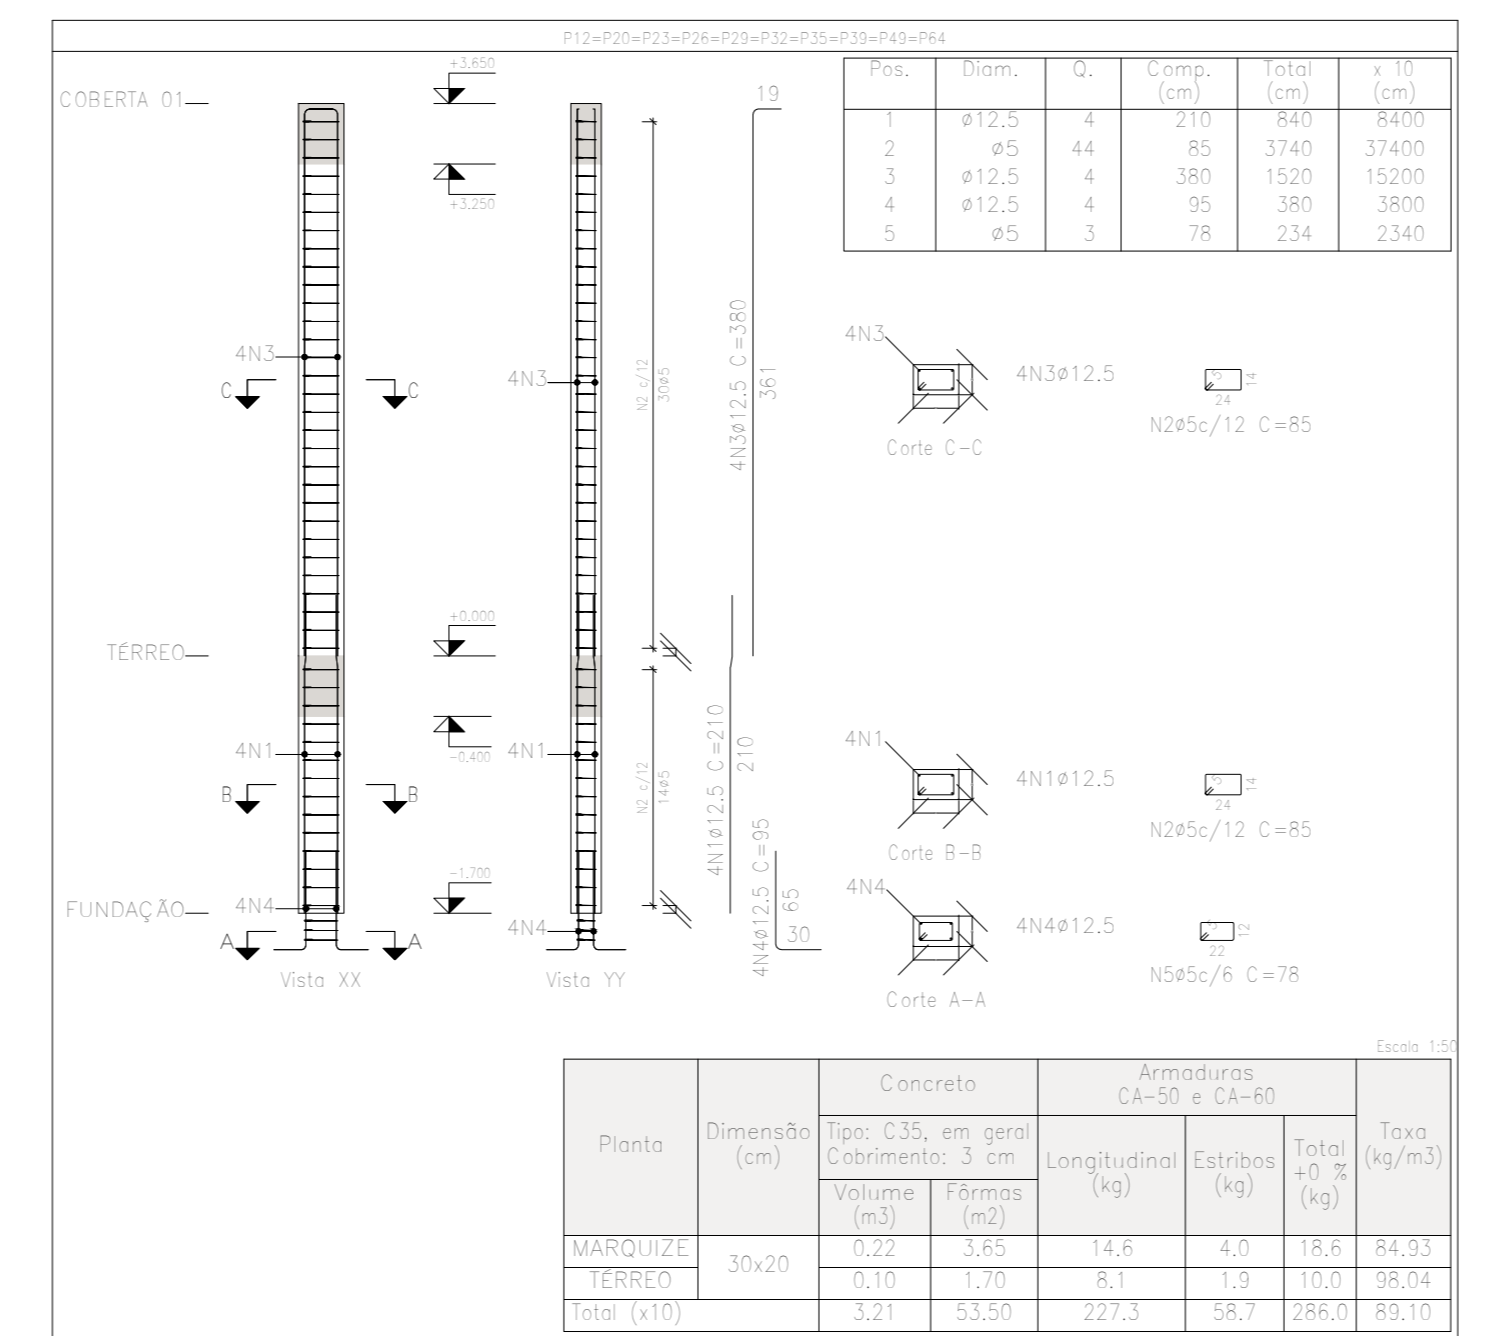 P12=P20=P23=P26=P29=P32=P35=P39=P49=P64
Pos. Diam. Q. Comp. (cm) Total (cm) x 10 (cm)
1 ø12.5 4 210 840 8400
2 ø5 44 85 3740 37400
3 ø12.5 4 380 1520 15200
4 ø12.5 4 95 380 3800
5 ø5 3 78 234 2340
COBERTA 01
+3.650
+3.250
19
4N3
C C
4N3
N2 c/12
30ø5
4N3ø12.5 C=380
361
4N3
4N3ø12.5
Corte C-C
5
14
24
N2ø5c/12 C=85
TÉRREO
+0.000
-0.400
4N1
B B
4N1
N2 c/12
14ø5
4N1ø12.5 C=210
210
4N1
4N1ø12.5
Corte B-B
5
14
24
N2ø5c/12 C=85
FUNDAÇÃO
-1.700
4N4
A A
4N4
4N4ø12.5 C=95
65
30
4N4
4N4ø12.5
Corte A-A
5
12
22
N5ø5c/6 C=78
Vista XX
Vista YY
Escala 1:50
Planta
Dimensão
(cm)
Concreto
Tipo: C35, em geral
Cobrimento: 3 cm
Volume
(m3)
Fôrmas
(m2)
Armaduras
CA-50 e CA-60
Longitudinal
(kg)
Estribos
(kg)
Total
+0 %
(kg)
Taxa
(kg/m3)
MARQUIZE 30x20 0.22 3.65 14.6 4.0 18.6 84.93
TÉRREO 0.10 1.70 8.1 1.9 10.0 98.04
Total (x10) 3.21 53.50 227.3 58.7 286.0 89.10